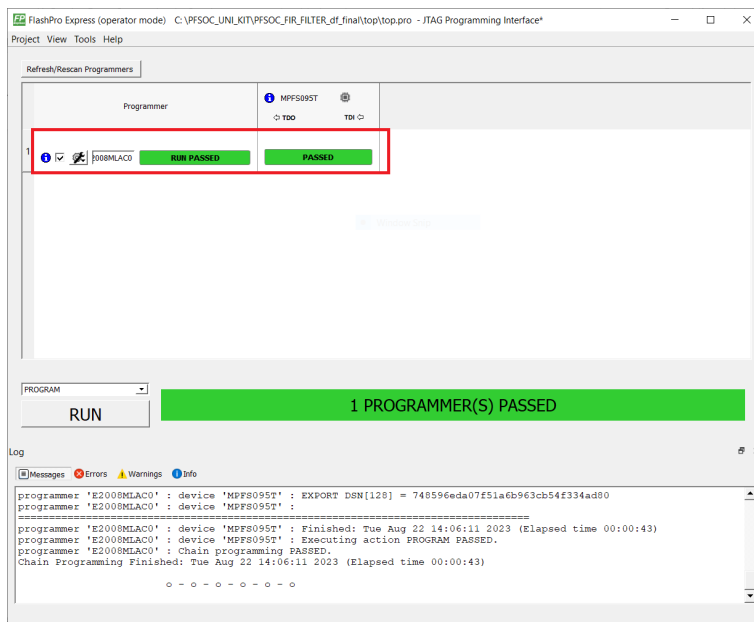 FP FlashPro Express (operator mode) C:\PFSOC_UNI_KIT\PFSOC_FIR_FILTER_df_final\top\top.pro - JTAG Programming Interface*
Project View Tools Help
Refresh/Rescan Programmers
Programmer
MPFS095T
TDO TDI
1
2008MLAC0 RUN PASSED PASSED
PROGRAM
RUN
1 PROGRAMMER(S) PASSED
Log
Messages Errors Warnings Info
programmer 'E2008MLAC0' : device 'MPFS095T' : EXPORT DSN[128] = 748596eda07f51a6b963cb54f334ad80
programmer 'E2008MLAC0' : device 'MPFS095T' :
=====================================================================================
programmer 'E2008MLAC0' : device 'MPFS095T' : Finished: Tue Aug 22 14:06:11 2023 (Elapsed time 00:00:43)
programmer 'E2008MLAC0' : device 'MPFS095T' : Executing action PROGRAM PASSED.
programmer 'E2008MLAC0' : Chain programming PASSED.
Chain Programming Finished: Tue Aug 22 14:06:11 2023 (Elapsed time 00:00:43)
o - o - o - o - o - o